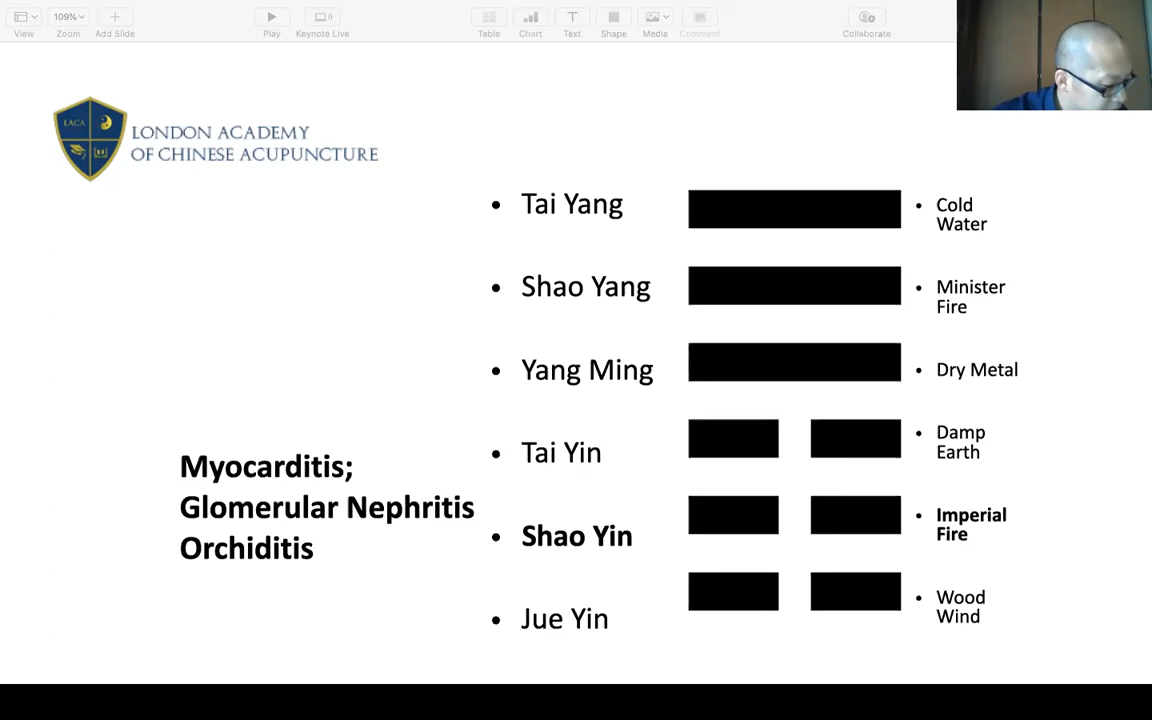 109%
View
Zoom
Add Slide
Play
Keynote Live
Table
Chart
Text
Shape
Media
Comment
Collaborate
LACA
LONDON ACADEMY
OF CHINESE ACUPUNCTURE
• Tai Yang
• Cold
Water
• Shao Yang
• Minister
Fire
• Yang Ming
• Dry Metal
• Tai Yin
• Damp
Earth
Myocarditis;
Glomerular Nephritis
Orchiditis
• Shao Yin
• Imperial
Fire
• Jue Yin
• Wood
Wind